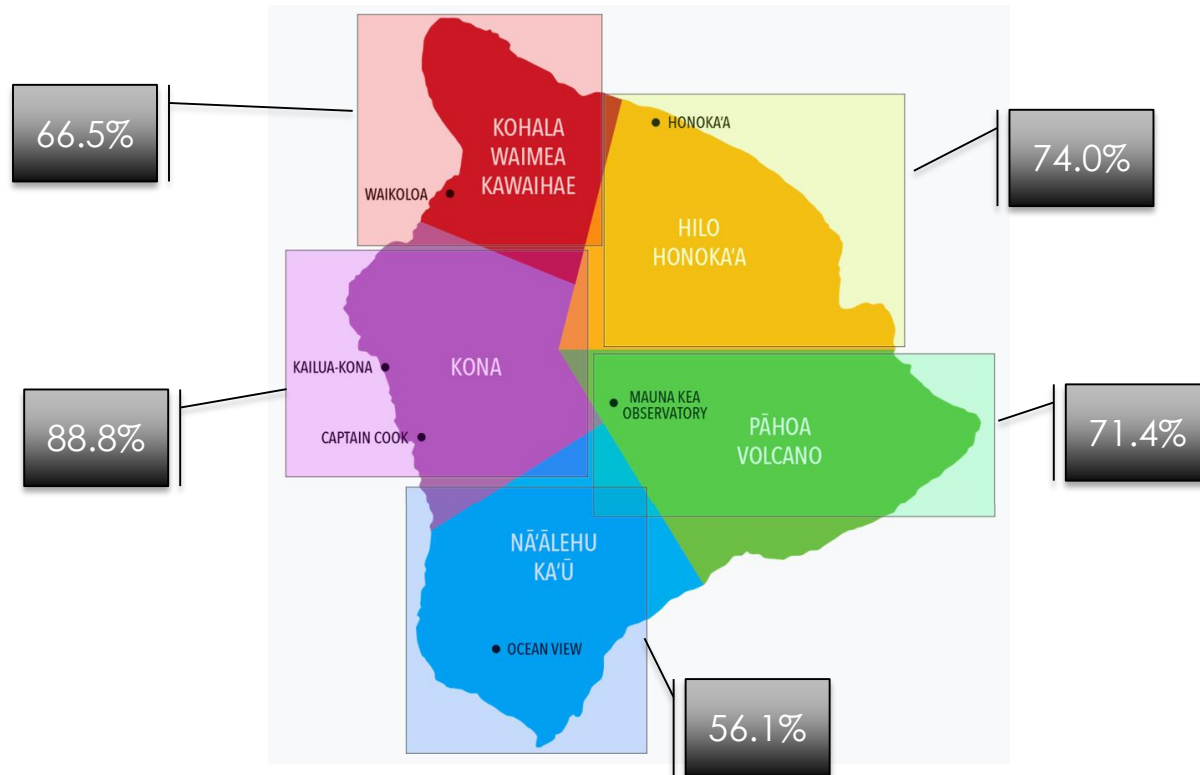 66.5%
KOHALA
WAIMEA
KAWAIHAE
WAIKOLOA
HONOKA'A
74.0%
HILO
HONOKA'A
KAILUA-KONA
KONA
CAPTAIN COOK
88.8%
MAUNA KEA
OBSERVATORY
PĀHOA
VOLCANO
71.4%
NĀ'ĀLEHU
KA'Ū
OCEAN VIEW
56.1%